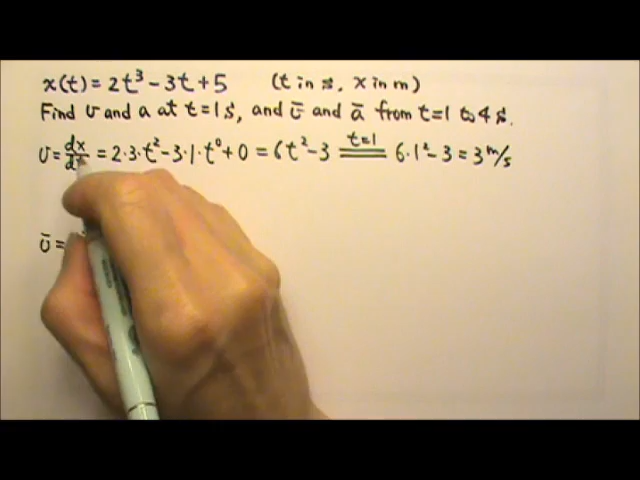 x(t) = 2t³ - 3t + 5 (t in s, x in m)
Find v and a at t=1s, and v̄ and ā from t=1 to 4 s.
v = dx/dt = 2·3·t² - 3·1·t⁰ + 0 = 6t² - 3 =(t=1)= 6·1² - 3 = 3 m/s
v̄ =